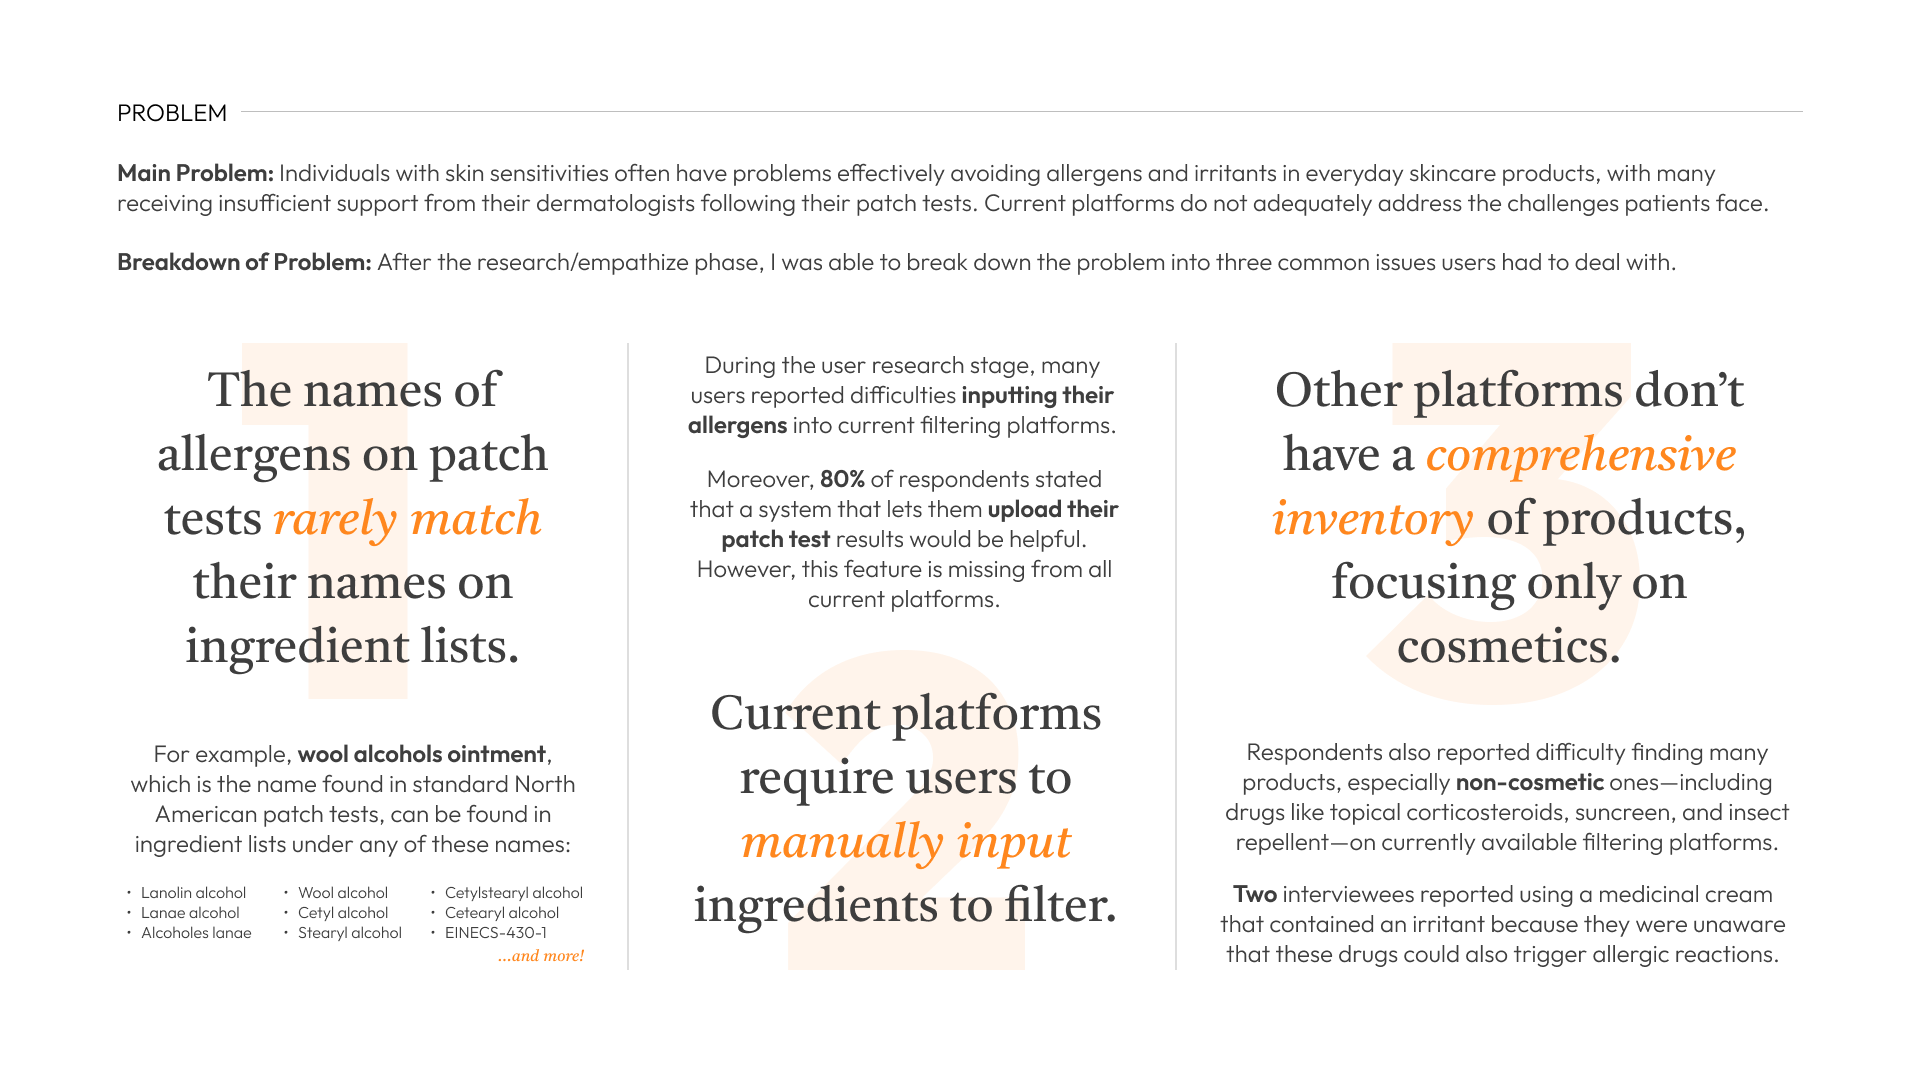 PROBLEM
Main Problem: Individuals with skin sensitivities often have problems effectively avoiding allergens and irritants in everyday skincare products, with many
receiving insufficient support from their dermatologists following their patch tests. Current platforms do not adequately address the challenges patients face.
Breakdown of Problem: After the research/empathize phase, I was able to break down the problem into three common issues users had to deal with.
1
The names of
allergens on patch
tests rarely match
their names on
ingredient lists.
For example, wool alcohols ointment,
which is the name found in standard North
American patch tests, can be found in
ingredient lists under any of these names:
• Lanolin alcohol
• Lanae alcohol
• Alcoholes lanae
• Wool alcohol
• Cetyl alcohol
• Stearyl alcohol
• Cetylstearyl alcohol
• Cetearyl alcohol
• EINECS-430-1
...and more!
During the user research stage, many
users reported difficulties inputting their
allergens into current filtering platforms.
Moreover, 80% of respondents stated
that a system that lets them upload their
patch test results would be helpful.
However, this feature is missing from all
current platforms.
2
Current platforms
require users to
manually input
ingredients to filter.
3
Other platforms don’t
have a comprehensive
inventory of products,
focusing only on
cosmetics.
Respondents also reported difficulty finding many
products, especially non-cosmetic ones—including
drugs like topical corticosteroids, suncreen, and insect
repellent—on currently available filtering platforms.
Two interviewees reported using a medicinal cream
that contained an irritant because they were unaware
that these drugs could also trigger allergic reactions.